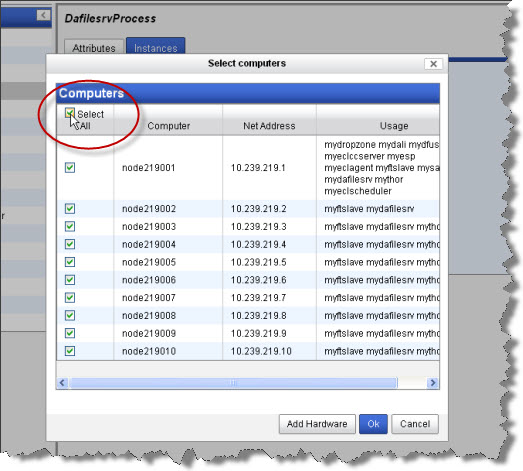 DafilesrvProcess
Attributes Instances
Select computers
Computers
Select All Computer Net Address Usage
node219001 10.239.219.1 mydropzone mydali mydfus
myeclccserver myesp
myeclagent myftslave mysa
mydafilesrv mythor
myeclscheduler
node219002 10.239.219.2 myftslave mydafilesrv
node219003 10.239.219.3 myftslave mydafilesrv mytho
node219004 10.239.219.4 myftslave mydafilesrv mytho
node219005 10.239.219.5 myftslave mydafilesrv mytho
node219006 10.239.219.6 myftslave mydafilesrv mytho
node219007 10.239.219.7 myftslave mydafilesrv mytho
node219008 10.239.219.8 myftslave mydafilesrv mytho
node219009 10.239.219.9 myftslave mydafilesrv mytho
node219010 10.239.219.10 myftslave mydafilesrv mytho
r
Add Hardware Ok Cancel